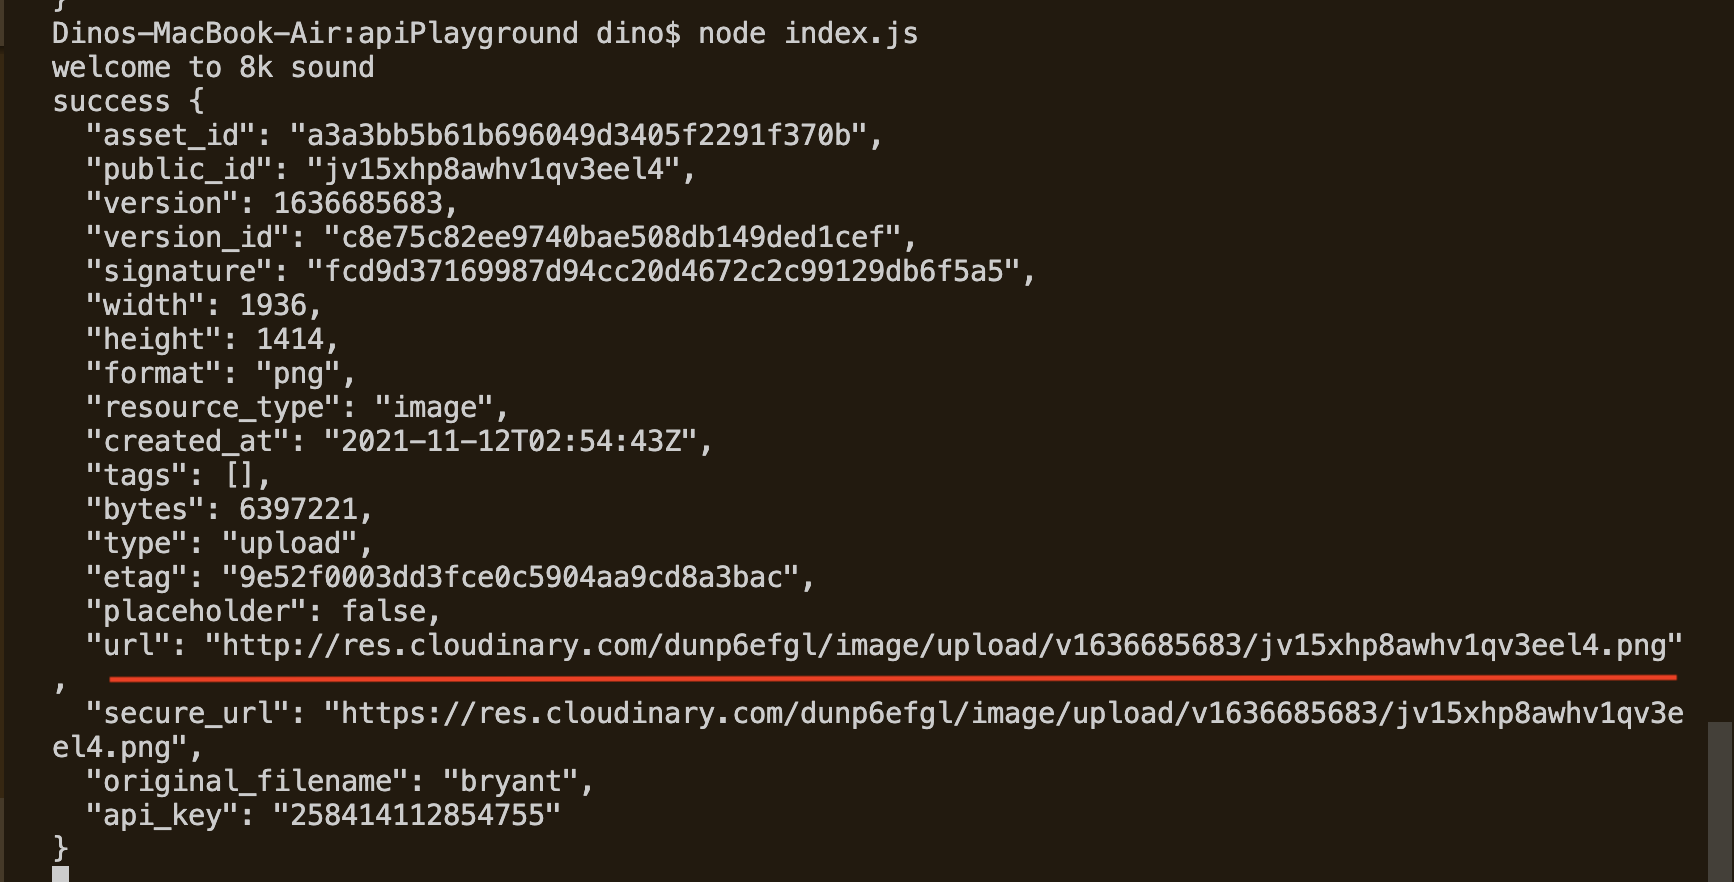 }
Dinos-MacBook-Air:apiPlayground dino$ node index.js
welcome to 8k sound
success {
  "asset_id": "a3a3bb5b61b696049d3405f2291f370b",
  "public_id": "jv15xhp8awhv1qv3eel4",
  "version": 1636685683,
  "version_id": "c8e75c82ee9740bae508db149ded1cef",
  "signature": "fcd9d37169987d94cc20d4672c2c99129db6f5a5",
  "width": 1936,
  "height": 1414,
  "format": "png",
  "resource_type": "image",
  "created_at": "2021-11-12T02:54:43Z",
  "tags": [],
  "bytes": 6397221,
  "type": "upload",
  "etag": "9e52f0003dd3fce0c5904aa9cd8a3bac",
  "placeholder": false,
  "url": "http://res.cloudinary.com/dunp6efgl/image/upload/v1636685683/jv15xhp8awhv1qv3eel4.png"
,
  "secure_url": "https://res.cloudinary.com/dunp6efgl/image/upload/v1636685683/jv15xhp8awhv1qv3e
el4.png",
  "original_filename": "bryant",
  "api_key": "258414112854755"
}